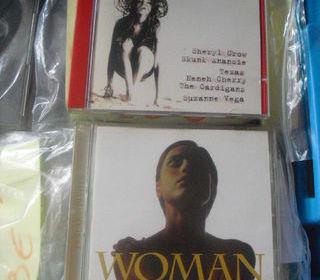 Sheryl Crow
Skunk Anansie
Texas
Neneh Cherry
The Cardigans
Suzanne Vega
WOMAN